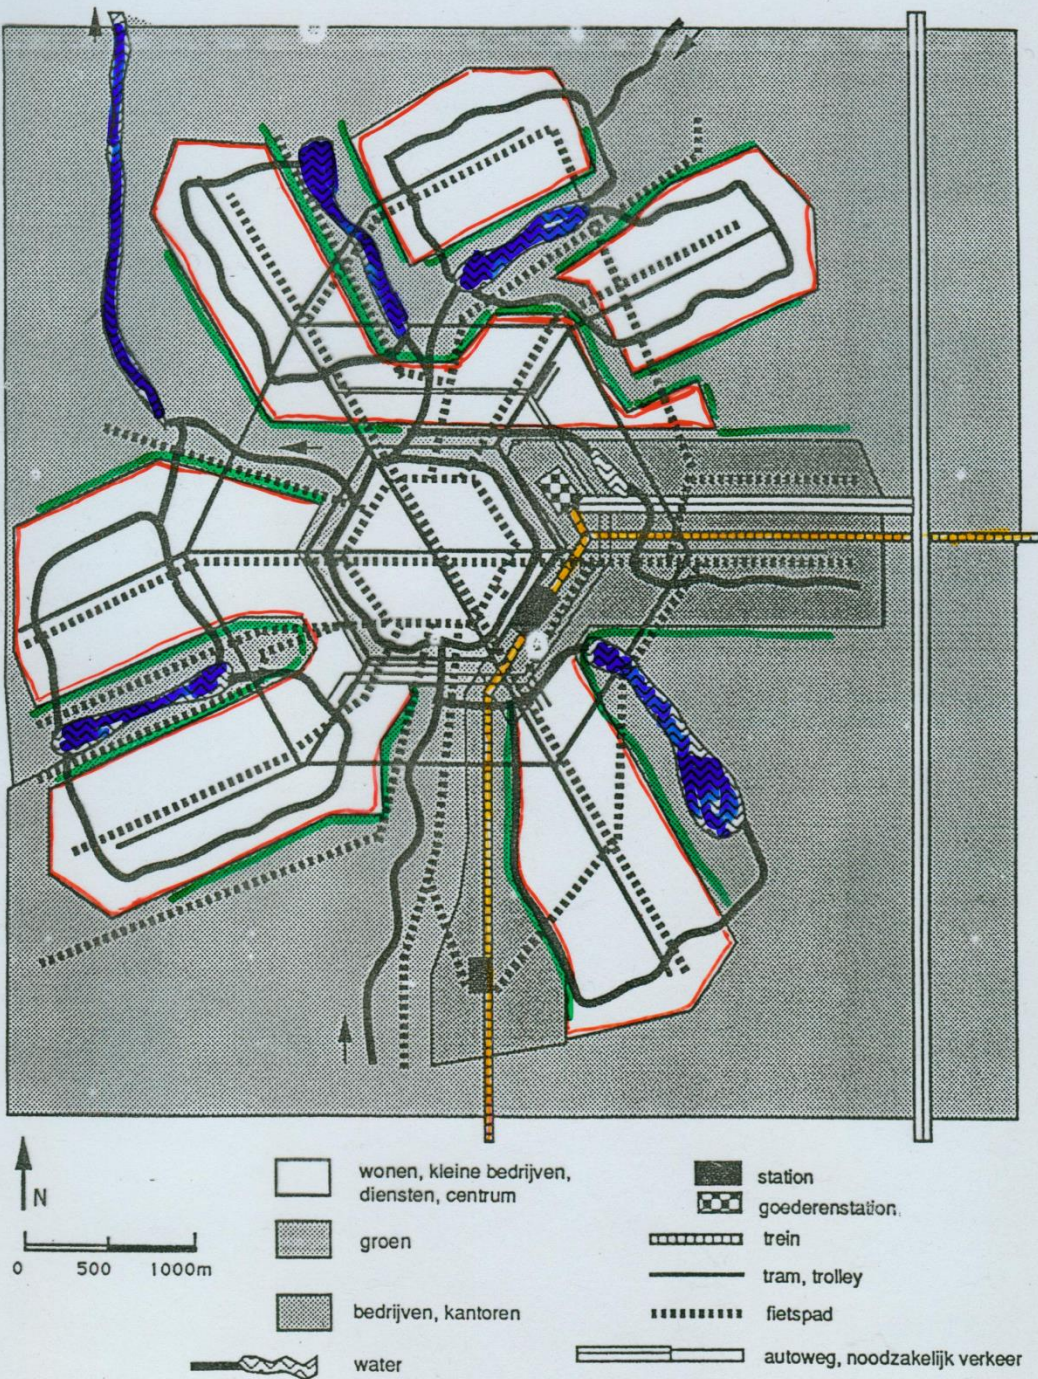 N
0 500 1000m
wonen, kleine bedrijven,
diensten, centrum
groen
bedrijven, kantoren
water
station
goederenstation
trein
tram, trolley
fietspad
autoweg, noodzakelijk verkeer